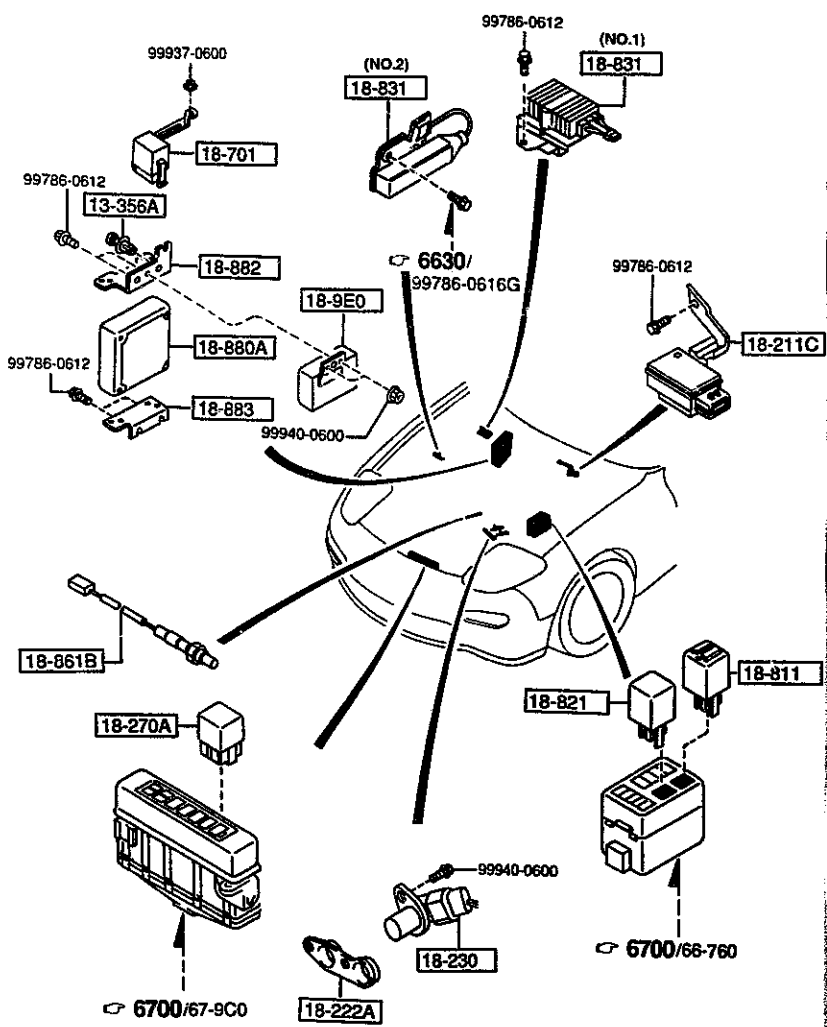 99786-0612
(NO.1)
18-831
(NO.2)
18-831
99937-0600
18-701
99786-0612
13-356A
18-882
6630/
99786-0616G
99786-0612
18-9E0
18-211C
18-880A
99786-0612
18-883
99940-0600
18-861B
18-811
18-821
18-270A
99940-0600
18-230
6700/66-760
6700/67-9C0
18-222A